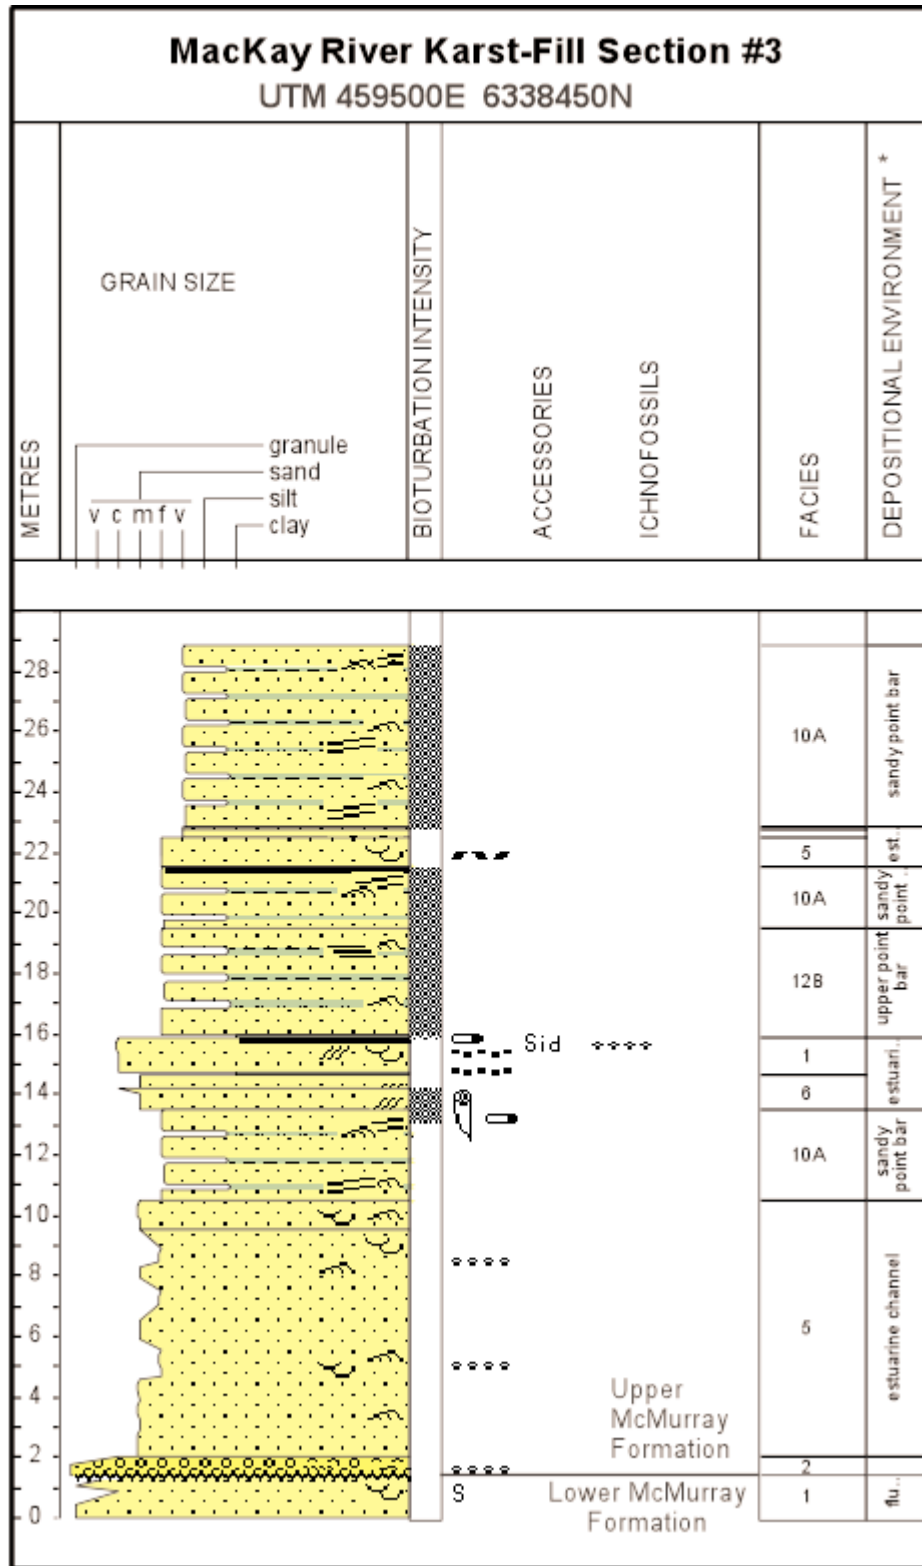 MacKay River Karst-Fill Section #3
UTM 459500E 6338450N
METRES
GRAIN SIZE
granule
sand
silt
clay
v c m f v
BIOTURBATION INTENSITY
ACCESSORIES
ICHNOFOSSILS
FACIES
DEPOSITIONAL ENVIRONMENT *
28
10A
sandy point bar
26
24
22
5
est..
20
10A
sandy
point ..
18
12B
upper point
bar
16
Sid
1
estuari..
14
6
12
10A
sandy
point bar
10
8
6
5
estuarine channel
4
Upper
McMurray
Formation
2
2
S
Lower McMurray
Formation
1
flu..
0